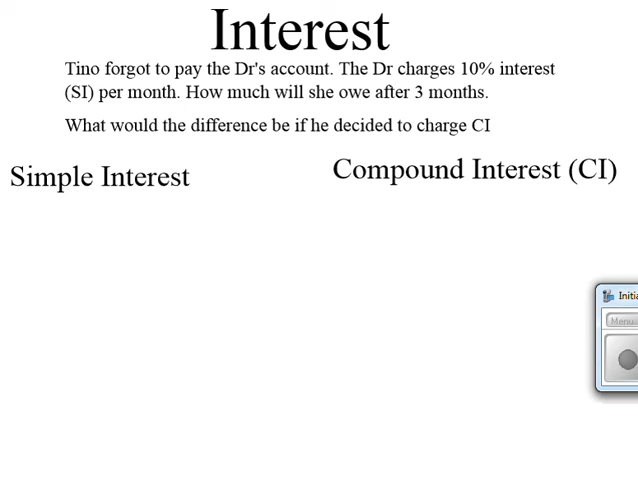 Interest
Tino forgot to pay the Dr's account. The Dr charges 10% interest
(SI) per month. How much will she owe after 3 months.
What would the difference be if he decided to charge CI
Simple Interest
Compound Interest (CI)
Initia
Menus